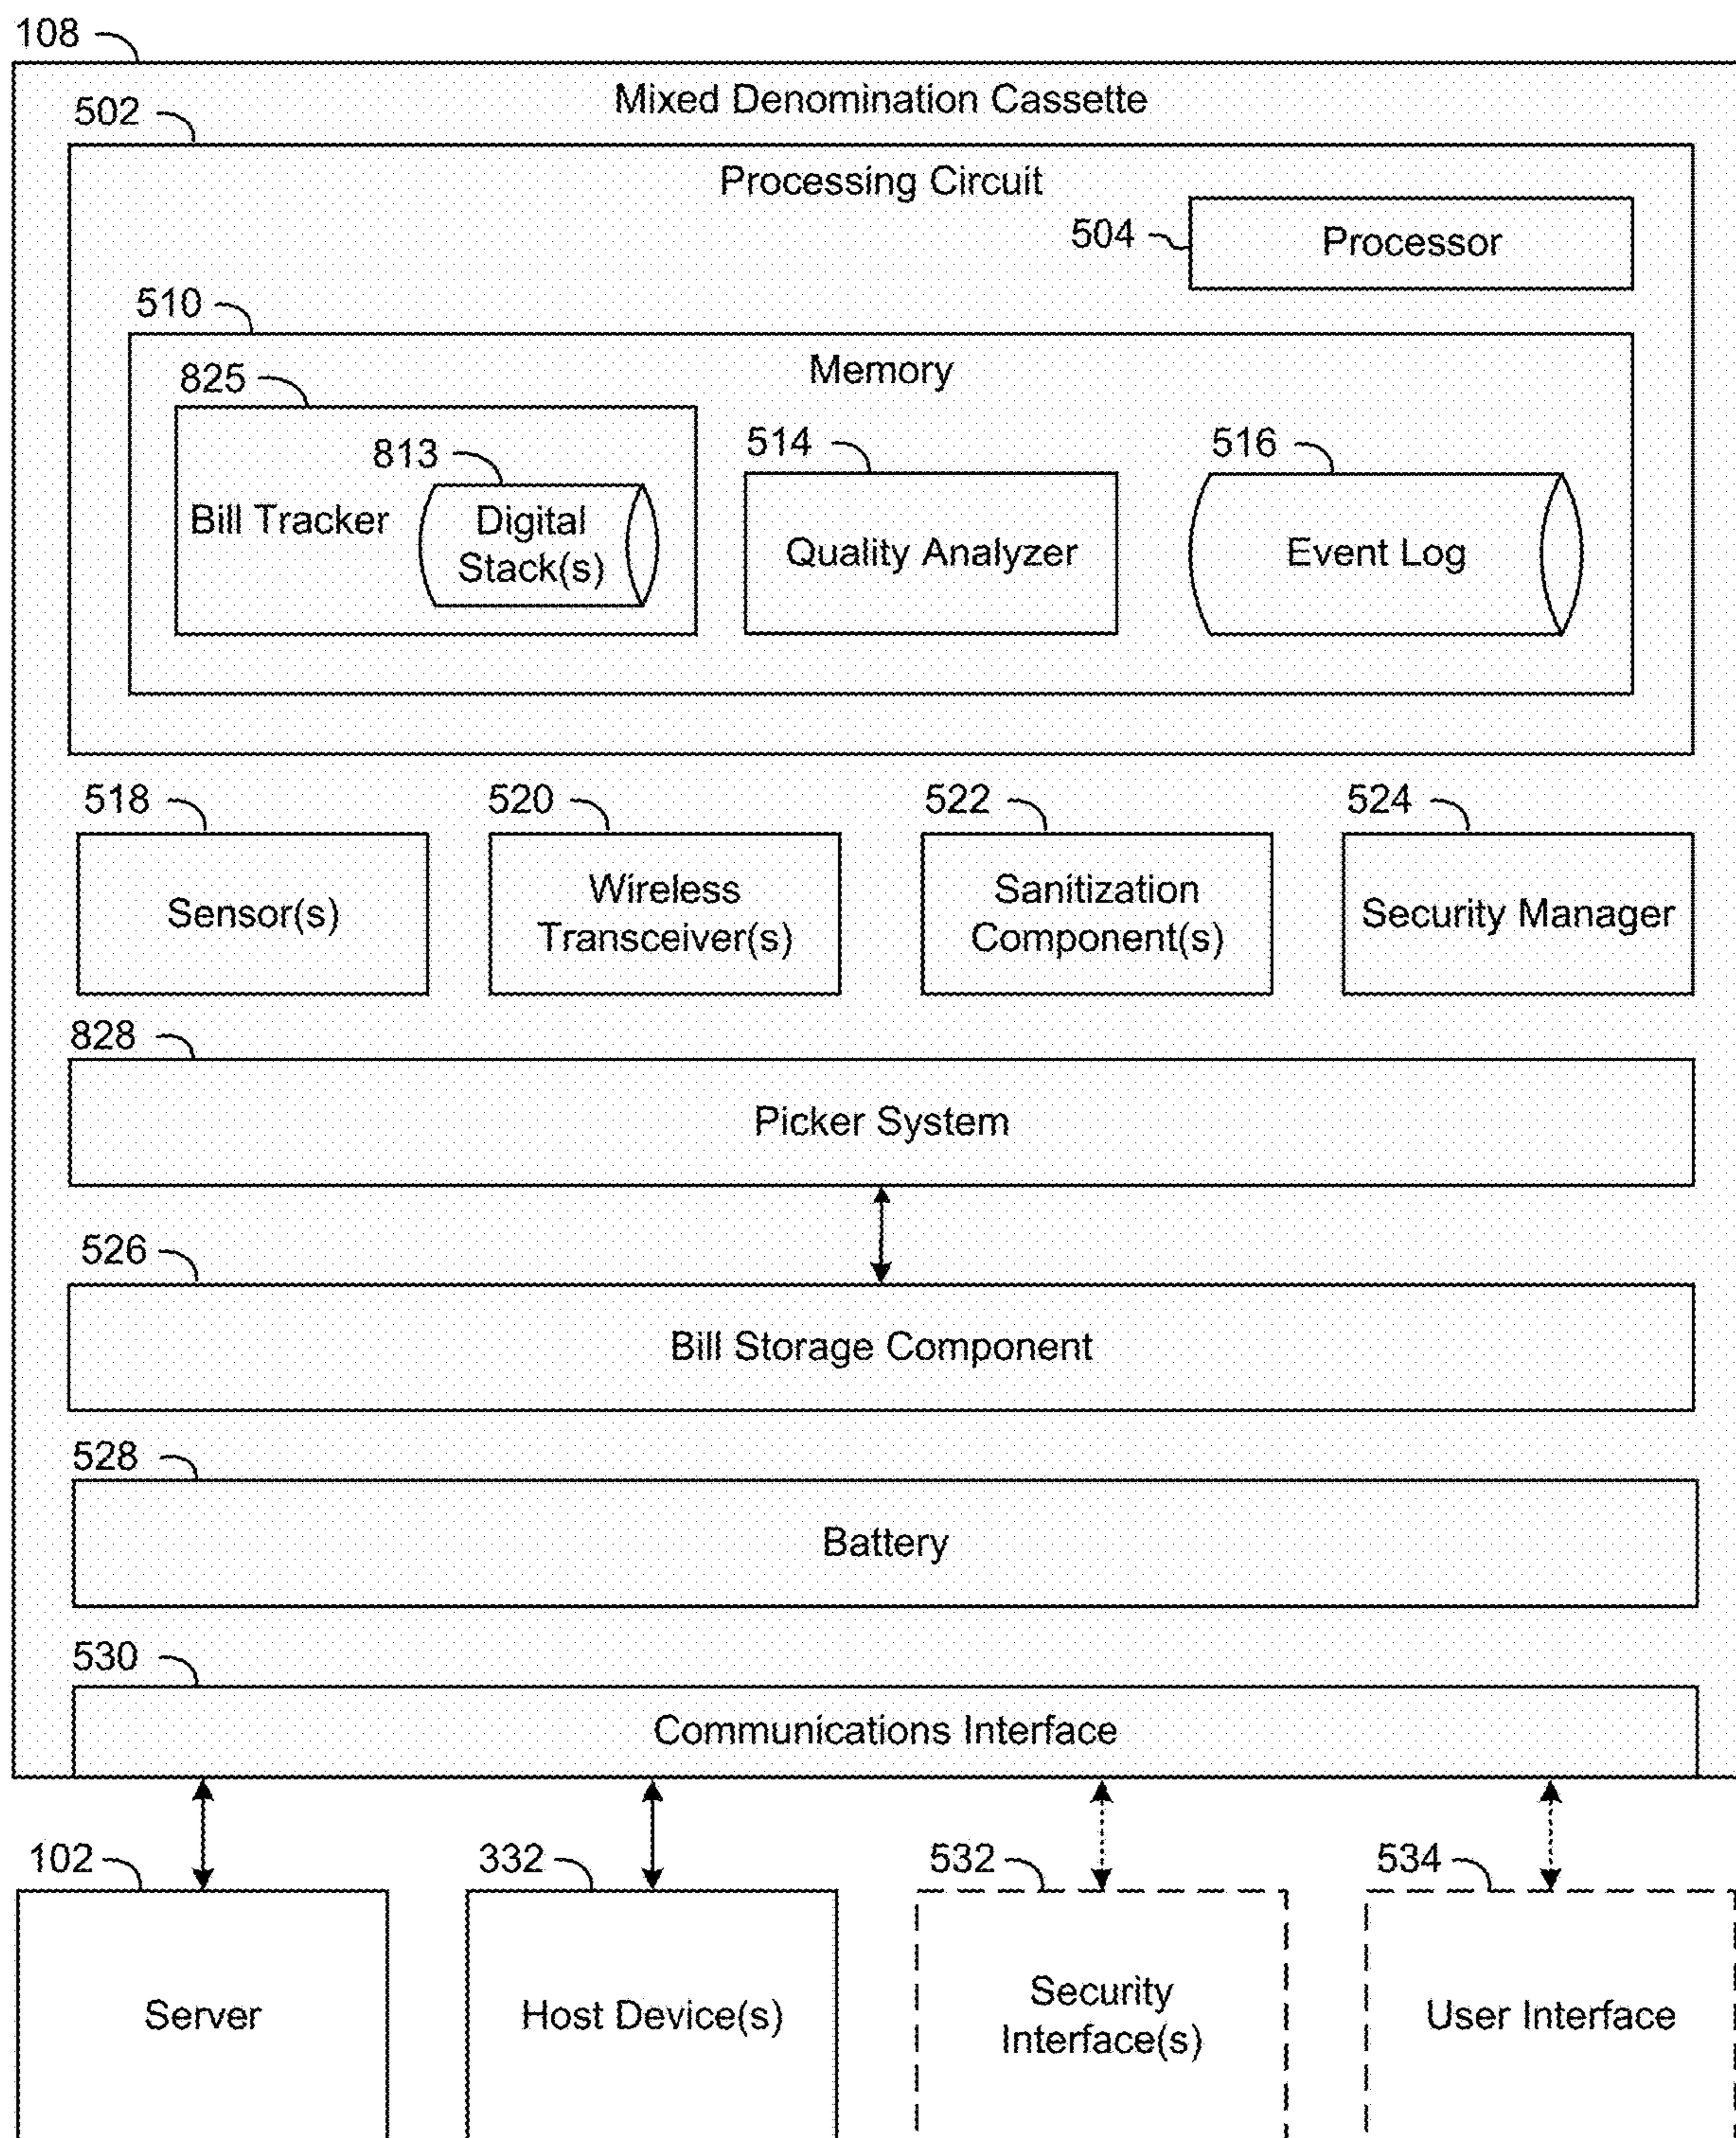 108
Mixed Denomination Cassette
502
Processing Circuit
504
Processor
510
Memory
825
813
514
516
Bill Tracker
Digital
Stack(s)
Quality Analyzer
Event Log
518
520
522
524
Sensor(s)
Wireless
Transceiver(s)
Sanitization
Component(s)
Security Manager
828
Picker System
526
Bill Storage Component
528
Battery
530
Communications Interface
102
332
532
534
Server
Host Device(s)
Security
Interface(s)
User Interface